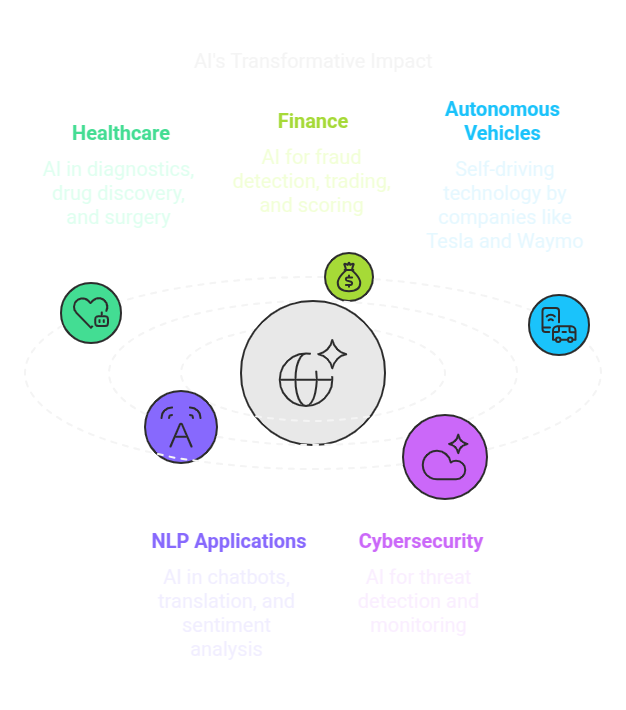 AI's Transformative Impact
Healthcare
AI in diagnostics,
drug discovery,
and surgery
Finance
AI for fraud
detection, trading,
and scoring
Autonomous
Vehicles
Self-driving
technology by
companies like
Tesla and Waymo
NLP Applications
AI in chatbots,
translation, and
sentiment
analysis
Cybersecurity
AI for threat
detection and
monitoring